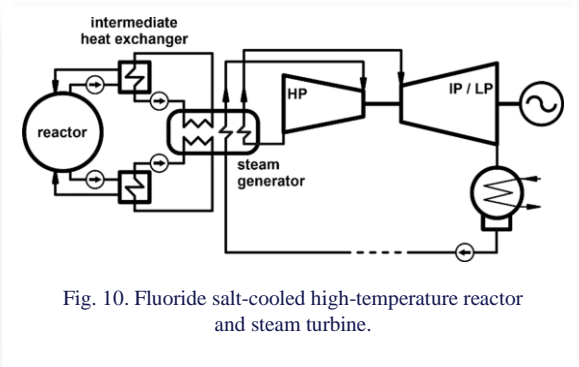 intermediate
heat exchanger
HP
IP / LP
reactor
steam
generator
Fig. 10. Fluoride salt-cooled high-temperature reactor
and steam turbine.